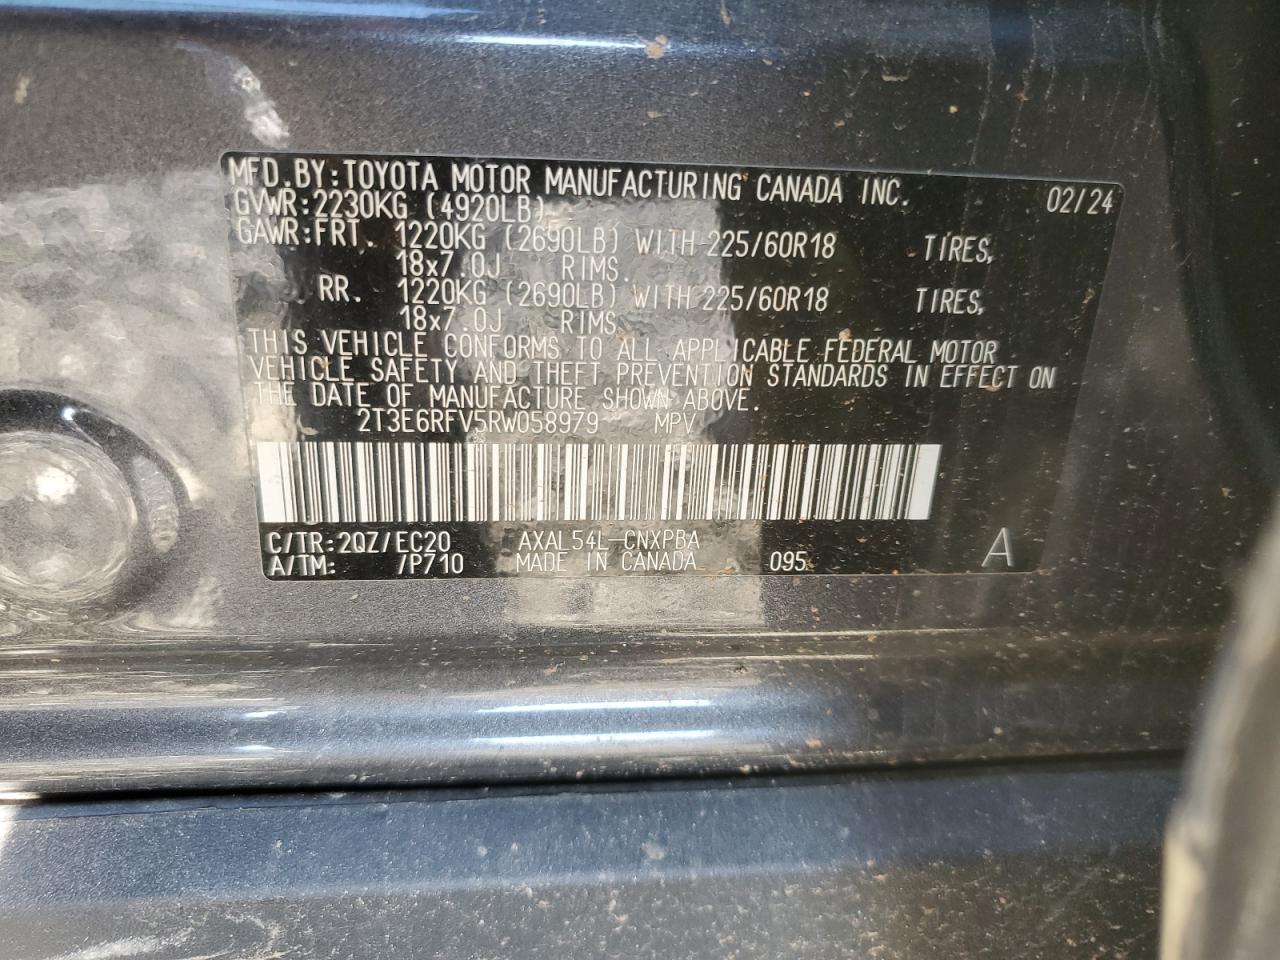 MFD.BY:TOYOTA MOTOR MANUFACTURING CANADA INC. 02/24
GVWR:2230KG (4920LB)
GAWR:FRT. 1220KG (2690LB) WITH 225/60R18 TIRES,
18x7.0J RIMS.
RR. 1220KG (2690LB) WITH 225/60R18 TIRES,
18x7.0J RIMS
THIS VEHICLE CONFORMS TO ALL APPLICABLE FEDERAL MOTOR
VEHICLE SAFETY AND THEFT PREVENTION STANDARDS IN EFFECT ON
THE DATE OF MANUFACTURE SHOWN ABOVE.
2T3E6RFV5RW058979 MPV
C/TR:2QZ/EC20 AXAL54L-CNXPBA
A/TM: /P710 MADE IN CANADA 095 A